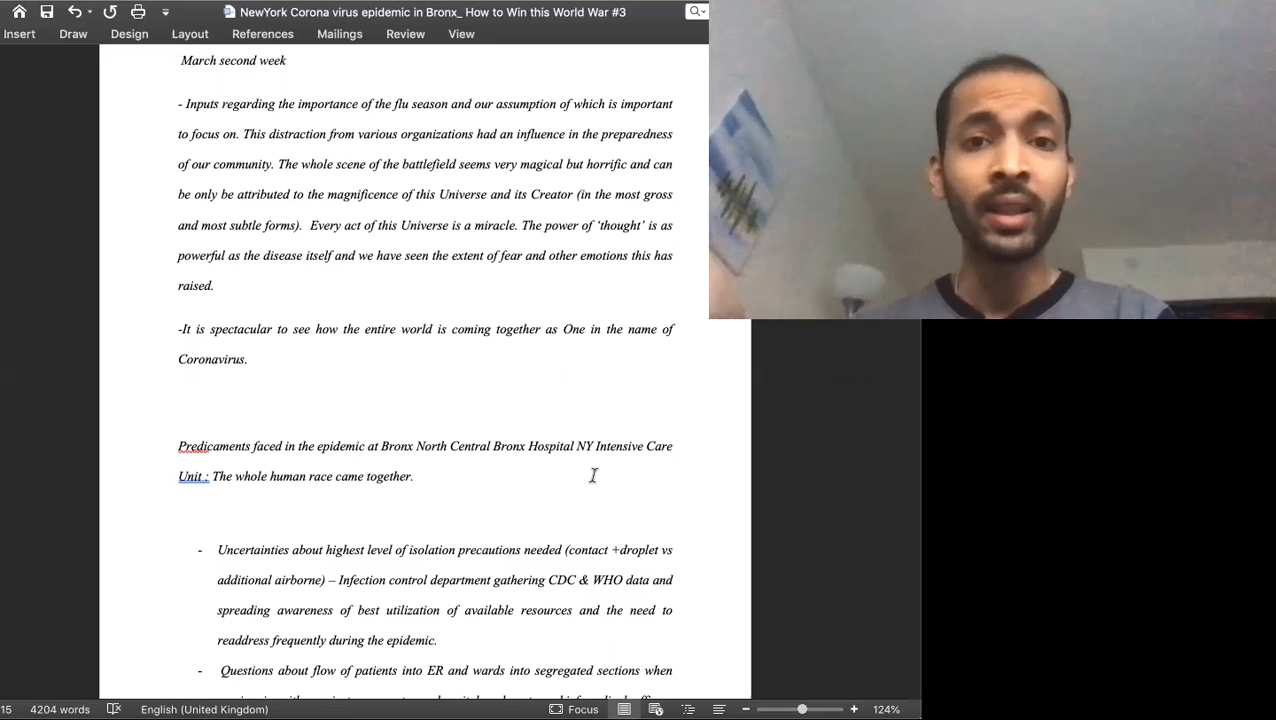 NewYork Corona virus epidemic in Bronx_ How to Win this World War #3
Insert Draw Design Layout References Mailings Review View
March second week
- Inputs regarding the importance of the flu season and our assumption of which is important
to focus on. This distraction from various organizations had an influence in the preparedness
of our community. The whole scene of the battlefield seems very magical but horrific and can
be only be attributed to the magnificence of this Universe and its Creator (in the most gross
and most subtle forms). Every act of this Universe is a miracle. The power of ‘thought’ is as
powerful as the disease itself and we have seen the extent of fear and other emotions this has
raised.
-It is spectacular to see how the entire world is coming together as One in the name of
Coronavirus.
Predicaments faced in the epidemic at Bronx North Central Bronx Hospital NY Intensive Care
Unit : The whole human race came together.
- Uncertainties about highest level of isolation precautions needed (contact +droplet vs
additional airborne) – Infection control department gathering CDC & WHO data and
spreading awareness of best utilization of available resources and the need to
readdress frequently during the epidemic.
- Questions about flow of patients into ER and wards into segregated sections when
15 4204 words English (United Kingdom) Focus 124%